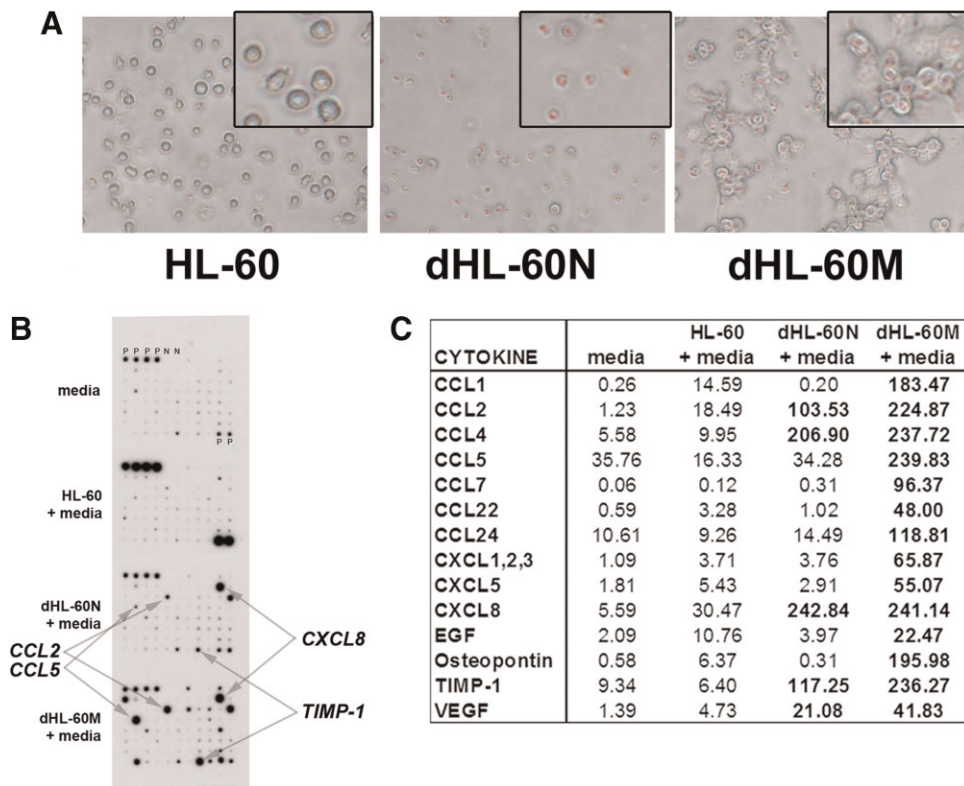 A
HL-60
dHL-60N
dHL-60M
B
P P P P N N
media
P P
HL-60
+ media
dHL-60N
+ media
CCL2
CCL5
CXCL8
TIMP-1
dHL-60M
+ media
C
CYTOKINE media HL-60 + media dHL-60N + media dHL-60M + media
CCL1 0.26 14.59 0.20 183.47
CCL2 1.23 18.49 103.53 224.87
CCL4 5.58 9.95 206.90 237.72
CCL5 35.76 16.33 34.28 239.83
CCL7 0.06 0.12 0.31 96.37
CCL22 0.59 3.28 1.02 48.00
CCL24 10.61 9.26 14.49 118.81
CXCL1,2,3 1.09 3.71 3.76 65.87
CXCL5 1.81 5.43 2.91 55.07
CXCL8 5.59 30.47 242.84 241.14
EGF 2.09 10.76 3.97 22.47
Osteopontin 0.58 6.37 0.31 195.98
TIMP-1 9.34 6.40 117.25 236.27
VEGF 1.39 4.73 21.08 41.83